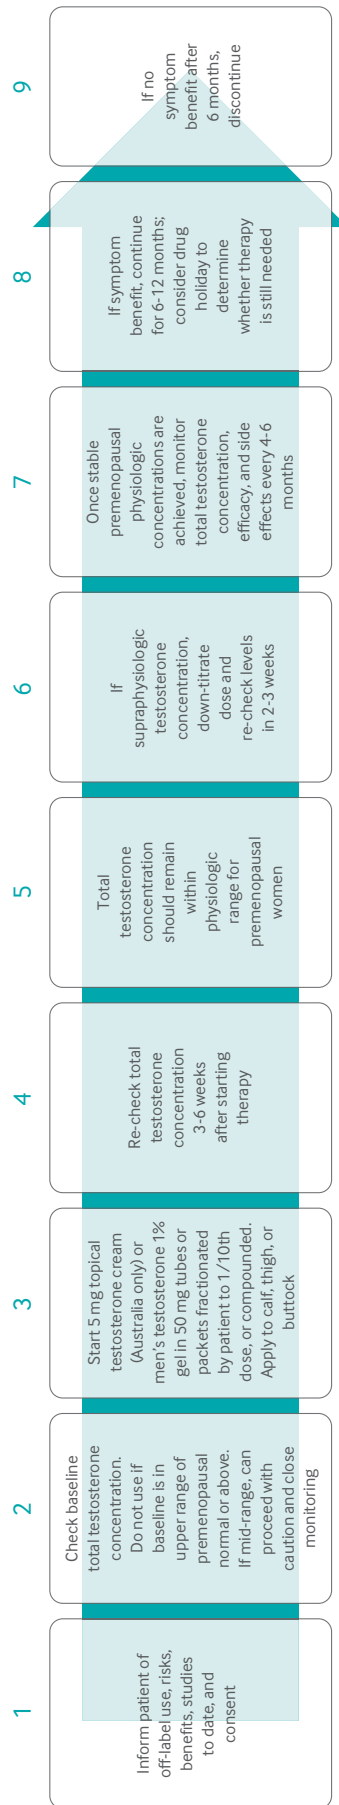 1
Inform patient of
off-label use, risks,
benefits, studies
to date, and
consent
2
Check baseline
total testosterone
concentration.
Do not use if
baseline is in
upper range of
premenopausal
normal or above.
If mid-range, can
proceed with
caution and close
monitoring
3
Start 5 mg topical
testosterone cream
(Australia only) or
men's testosterone 1%
gel in 50 mg tubes or
packets fractionated
by patient to 1/10th
dose, or compounded.
Apply to calf, thigh, or
buttock
4
Re-check total
testosterone
concentration
3-6 weeks
after starting
therapy
5
Total
testosterone
concentration
should remain
within
physiologic
range for
premenopausal
women
6
If
supraphysiologic
testosterone
concentration,
down-titrate
dose and
re-check levels
in 2-3 weeks
7
Once stable
premenopausal
physiologic
concentrations are
achieved, monitor
total testosterone
concentration,
efficacy, and side
effects every 4-6
months
8
If symptom
benefit, continue
for 6-12 months;
consider drug
holiday to
determine
whether therapy
is still needed
9
If no
symptom
benefit after
6 months,
discontinue